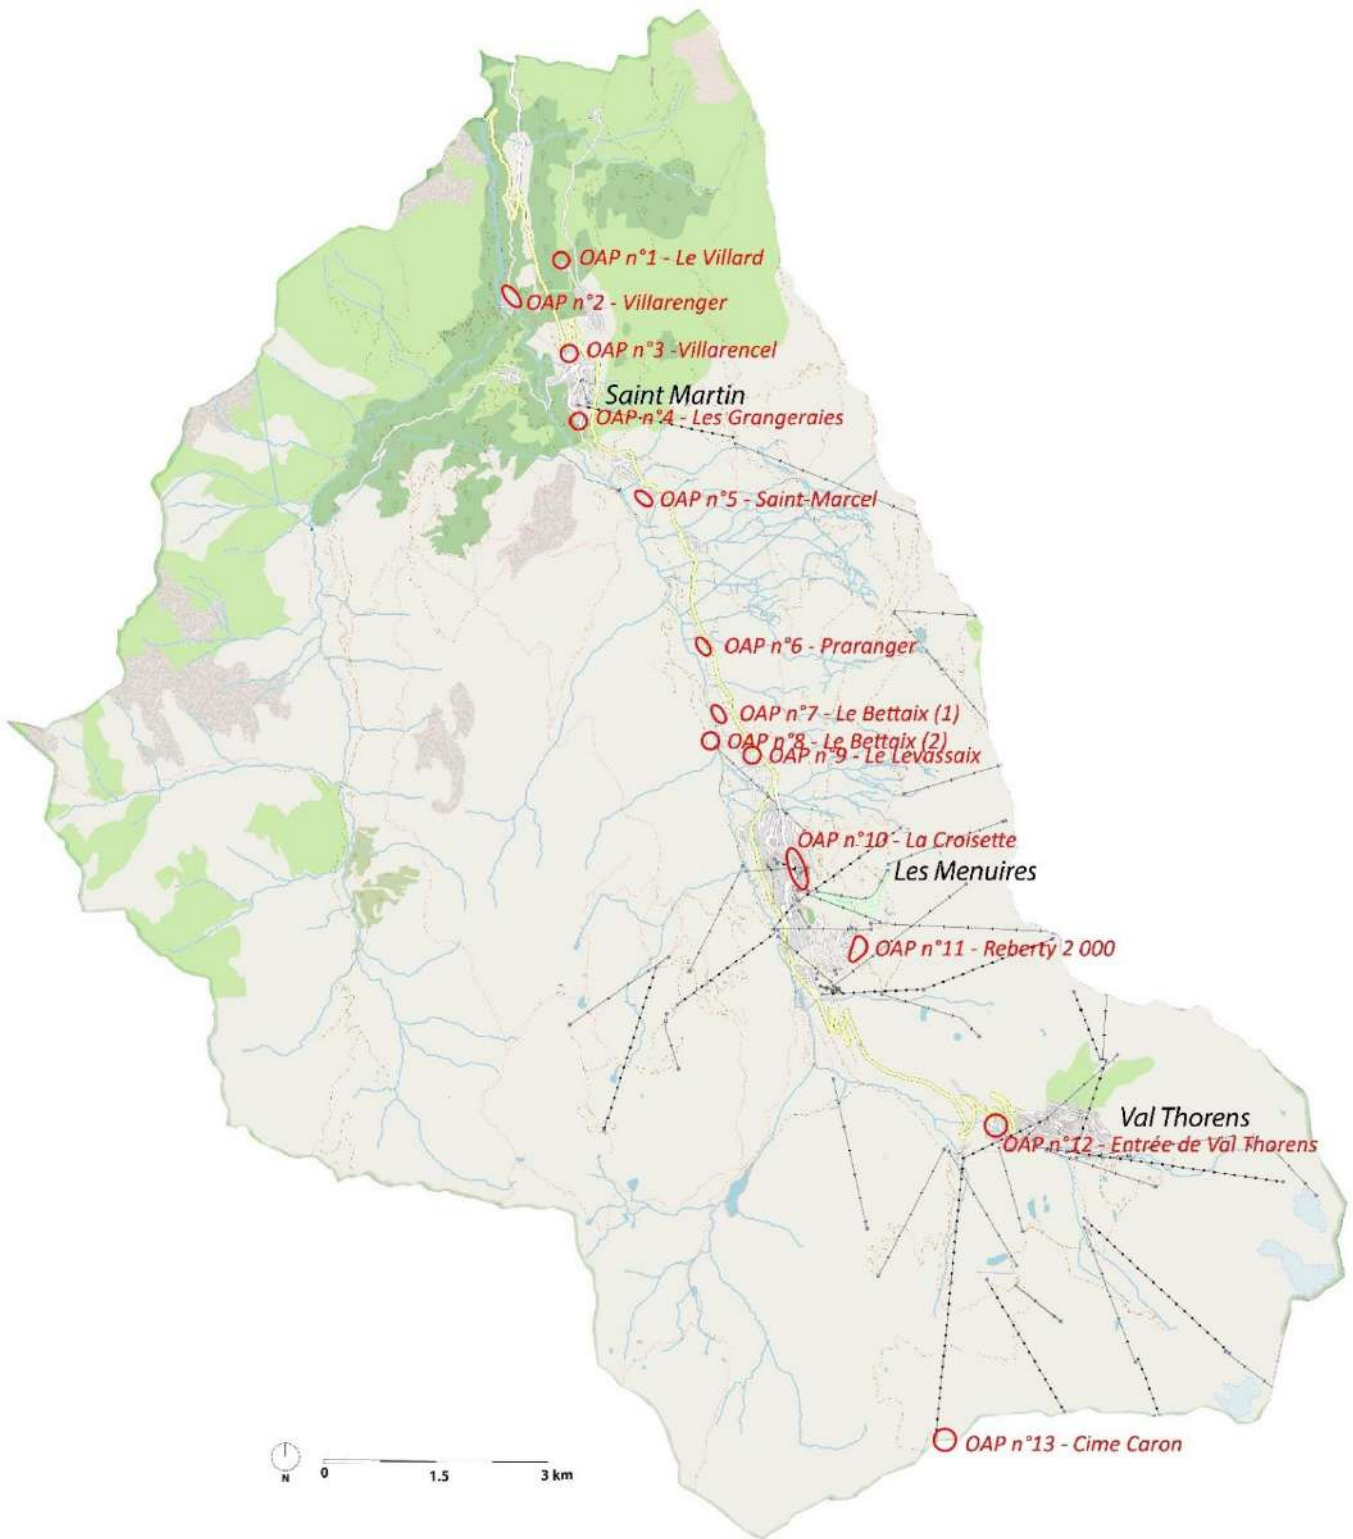 OAP n°1 - Le Villard
OAP n°2 - Villarenger
OAP n°3 -Villarencel
Saint Martin
OAP n°4 - Les Grangeraies
OAP n°5 - Saint-Marcel
OAP n°6 - Praranger
OAP n°7 - Le Bettaix (1)
OAP n°8 - Le Bettaix (2)
OAP n°9 - Le Levassaix
OAP n°10 - La Croisette
Les Menuires
OAP n°11 - Reberty 2 000
Val Thorens
OAP n°12 - Entrée de Val Thorens
OAP n°13 - Cime Caron
N
0 1.5 3 km